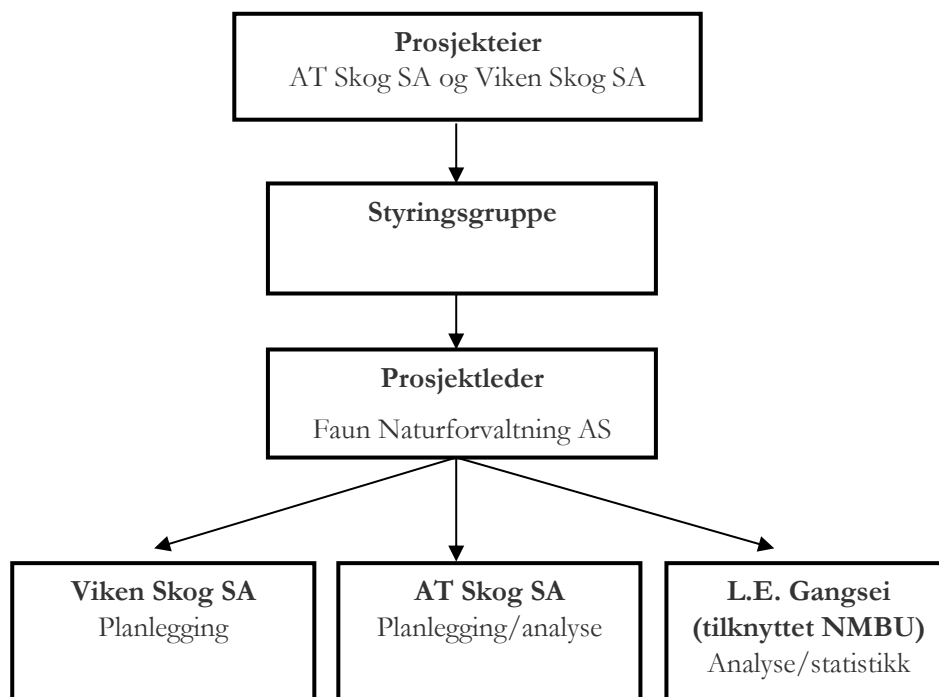 Prosjekteier
AT Skog SA og Viken Skog SA
Styringsgruppe
Prosjektleder
Faun Naturforvaltning AS
Viken Skog SA
Planlegging
AT Skog SA
Planlegging/analyse
L.E. Gangsei
(tilknyttet NMBU)
Analyse/statistikk